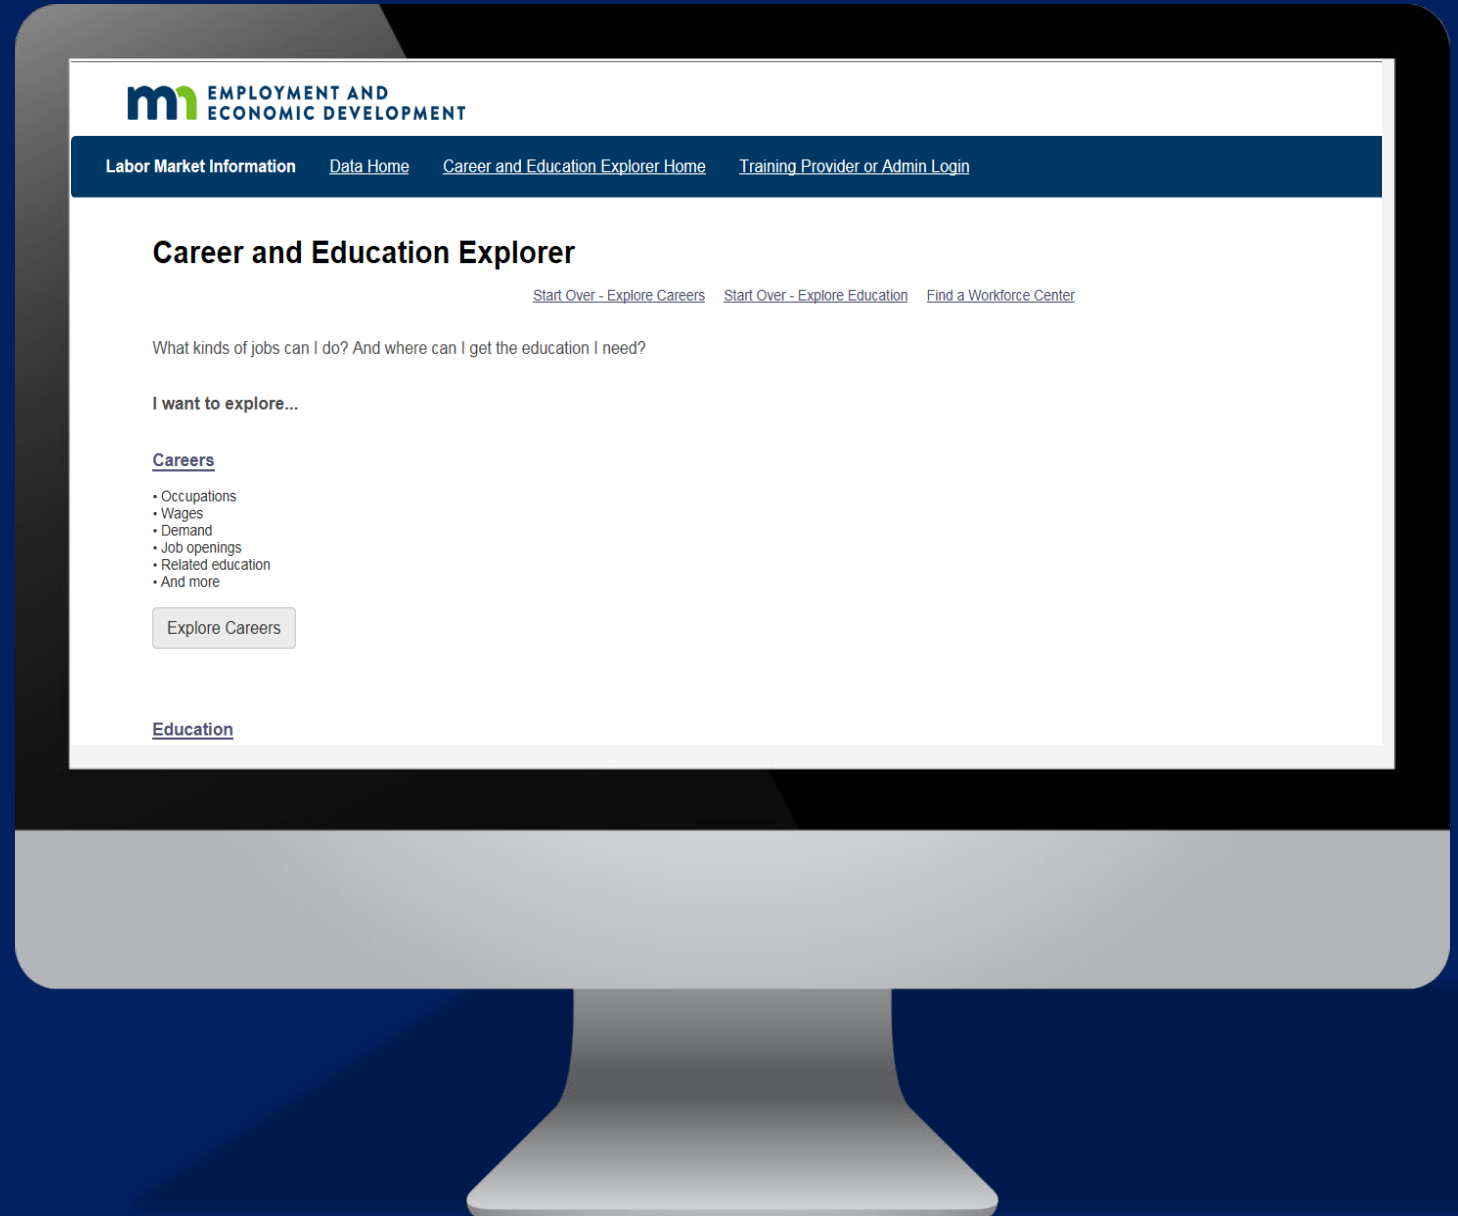 mn EMPLOYMENT AND
ECONOMIC DEVELOPMENT
Labor Market Information Data Home Career and Education Explorer Home Training Provider or Admin Login
Career and Education Explorer
Start Over - Explore Careers Start Over - Explore Education Find a Workforce Center
What kinds of jobs can I do? And where can I get the education I need?
I want to explore...
Careers
• Occupations
• Wages
• Demand
• Job openings
• Related education
• And more
Explore Careers
Education